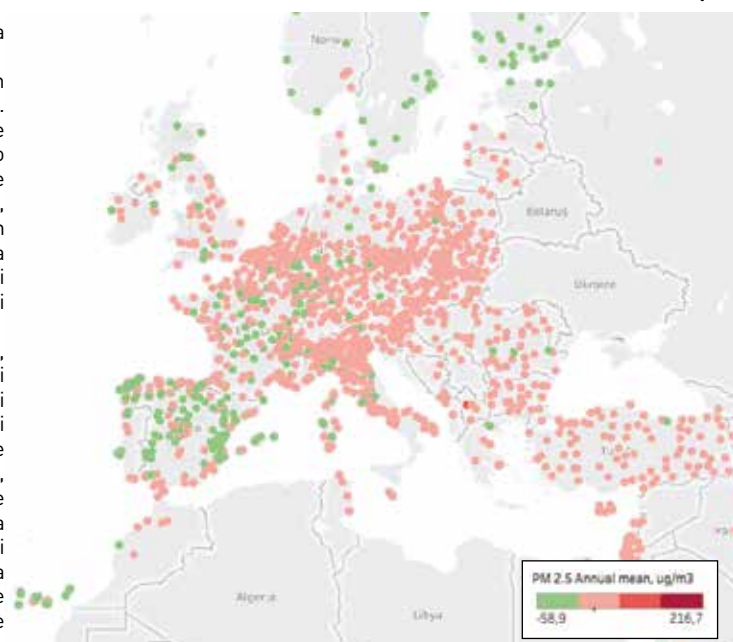 a
n
.
e
o
e
,
n
a
i
i
,
i
i
i
e
,
e
a
i
a
e
e
Norway
Belarus
Ukraine
Algeria
Libya
PM 2.5 Annual mean, ug/m3
-58,9
216,7